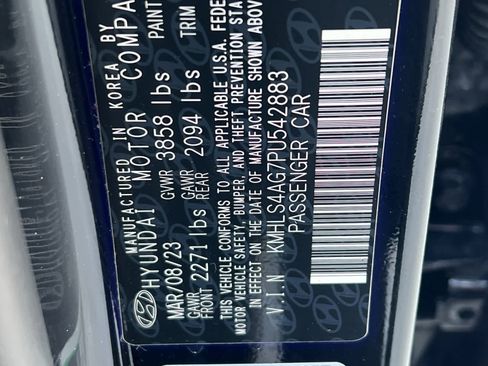 MANUFACTURED IN KOREA BY
HYUNDAI MOTOR COMPA
MAR/08/23 GVWR 3858 lbs PAINT
GAWR FRONT 2271 lbs GAWR REAR 2094 lbs TRIM
THIS VEHICLE CONFORMS TO ALL APPLICABLE U.S.A. FEDE
MOTOR VEHICLE SAFETY, BUMPER, AND THEFT PREVENTION STA
IN EFFECT ON THE DATE OF MANUFACTURE SHOWN ABOVE.
V.I.N KMHLS4AG7PU542883
PASSENGER CAR